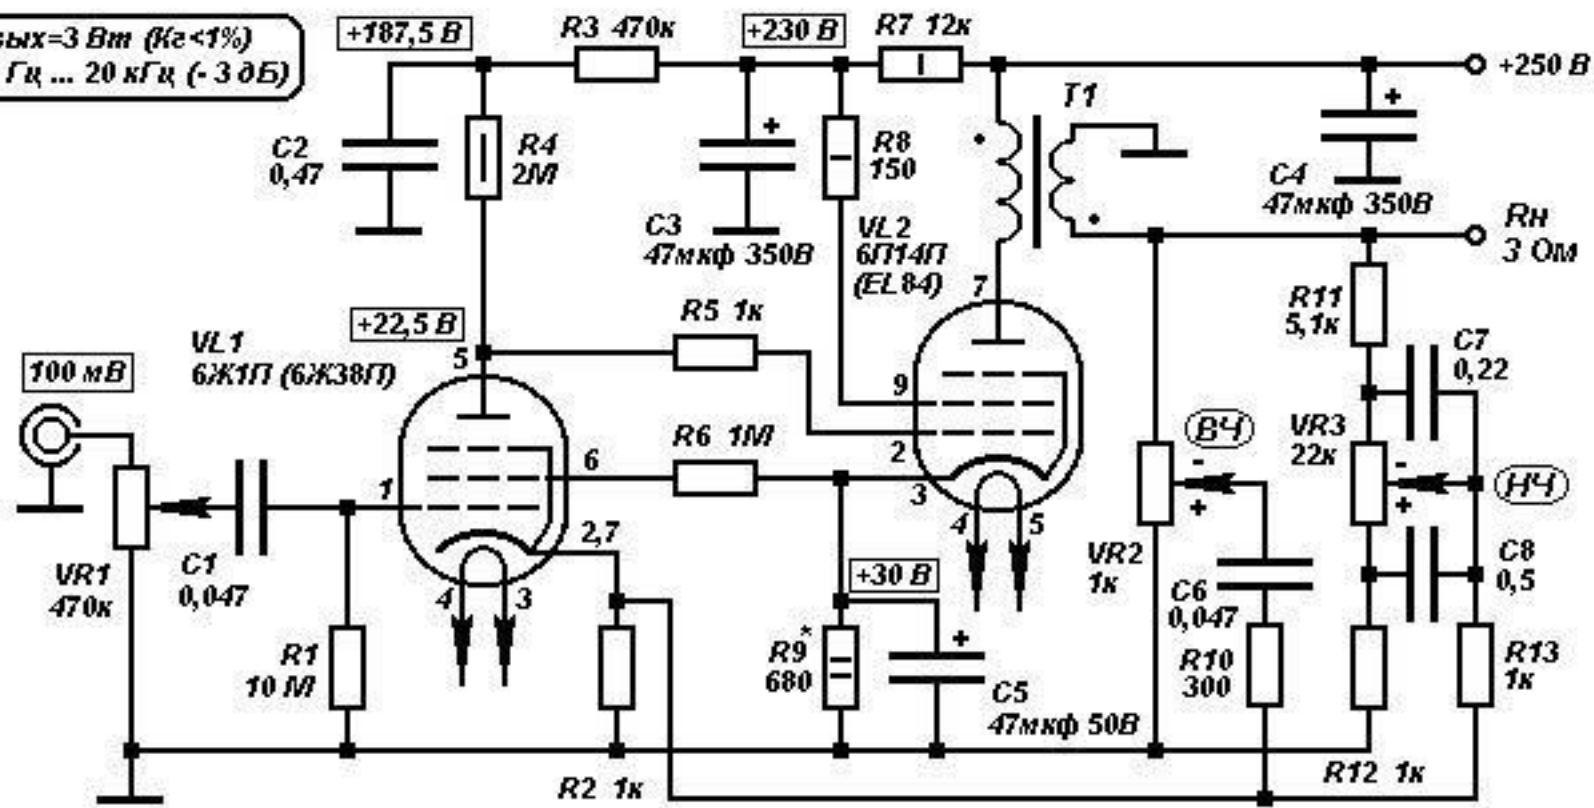 вых=3 Вт (Кг<1%)
Гц ... 20 кГц (- 3 дБ)
+187,5 В
R3 470к
+230 В
R7 12к
+250 В
T1
C2
0,47
R4
2М
+
R8
150
+
C4
47мкф 350В
C3
47мкф 350В
VL2
6П14П
(EL84)
Rн
3 Ом
7
+22,5 В
R5 1к
R11
5,1к
VL1
6Ж1П (6Ж38П)
5
C7
0,22
100 мВ
9
R6 1М
2
ВЧ
VR3
22к
6
1
3
-
+
-
+
НЧ
4
5
2,7
VR1
470к
C1
0,047
4
3
+30 В
VR2
1к
C6
0,047
C8
0,5
R1
10 М
R9*
680
+
C5
47мкф 50В
R10
300
R13
1к
R2 1к
R12 1к